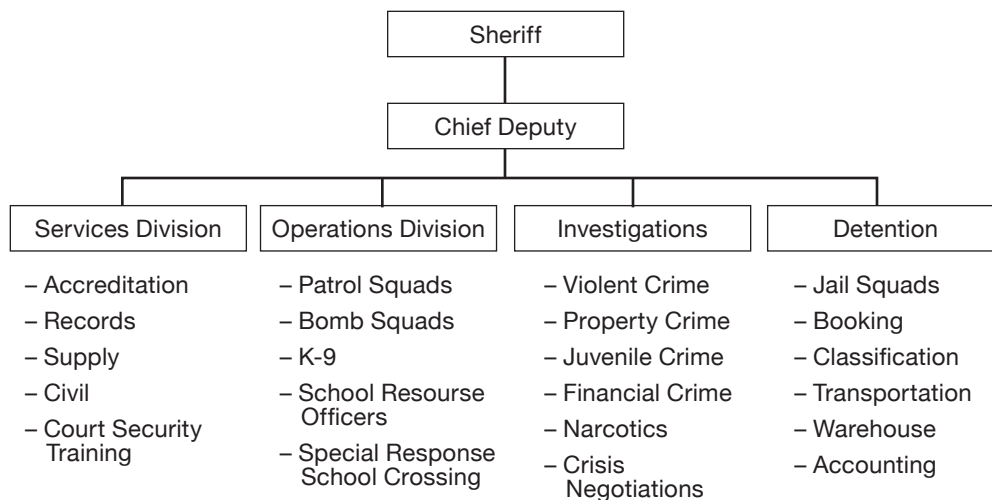 Sheriff
Chief Deputy
Services Division
– Accreditation
– Records
– Supply
– Civil
– Court Security
Training
Operations Division
– Patrol Squads
– Bomb Squads
– K-9
– School Resourse
Officers
– Special Response
School Crossing
Investigations
– Violent Crime
– Property Crime
– Juvenile Crime
– Financial Crime
– Narcotics
– Crisis
Negotiations
Detention
– Jail Squads
– Booking
– Classification
– Transportation
– Warehouse
– Accounting